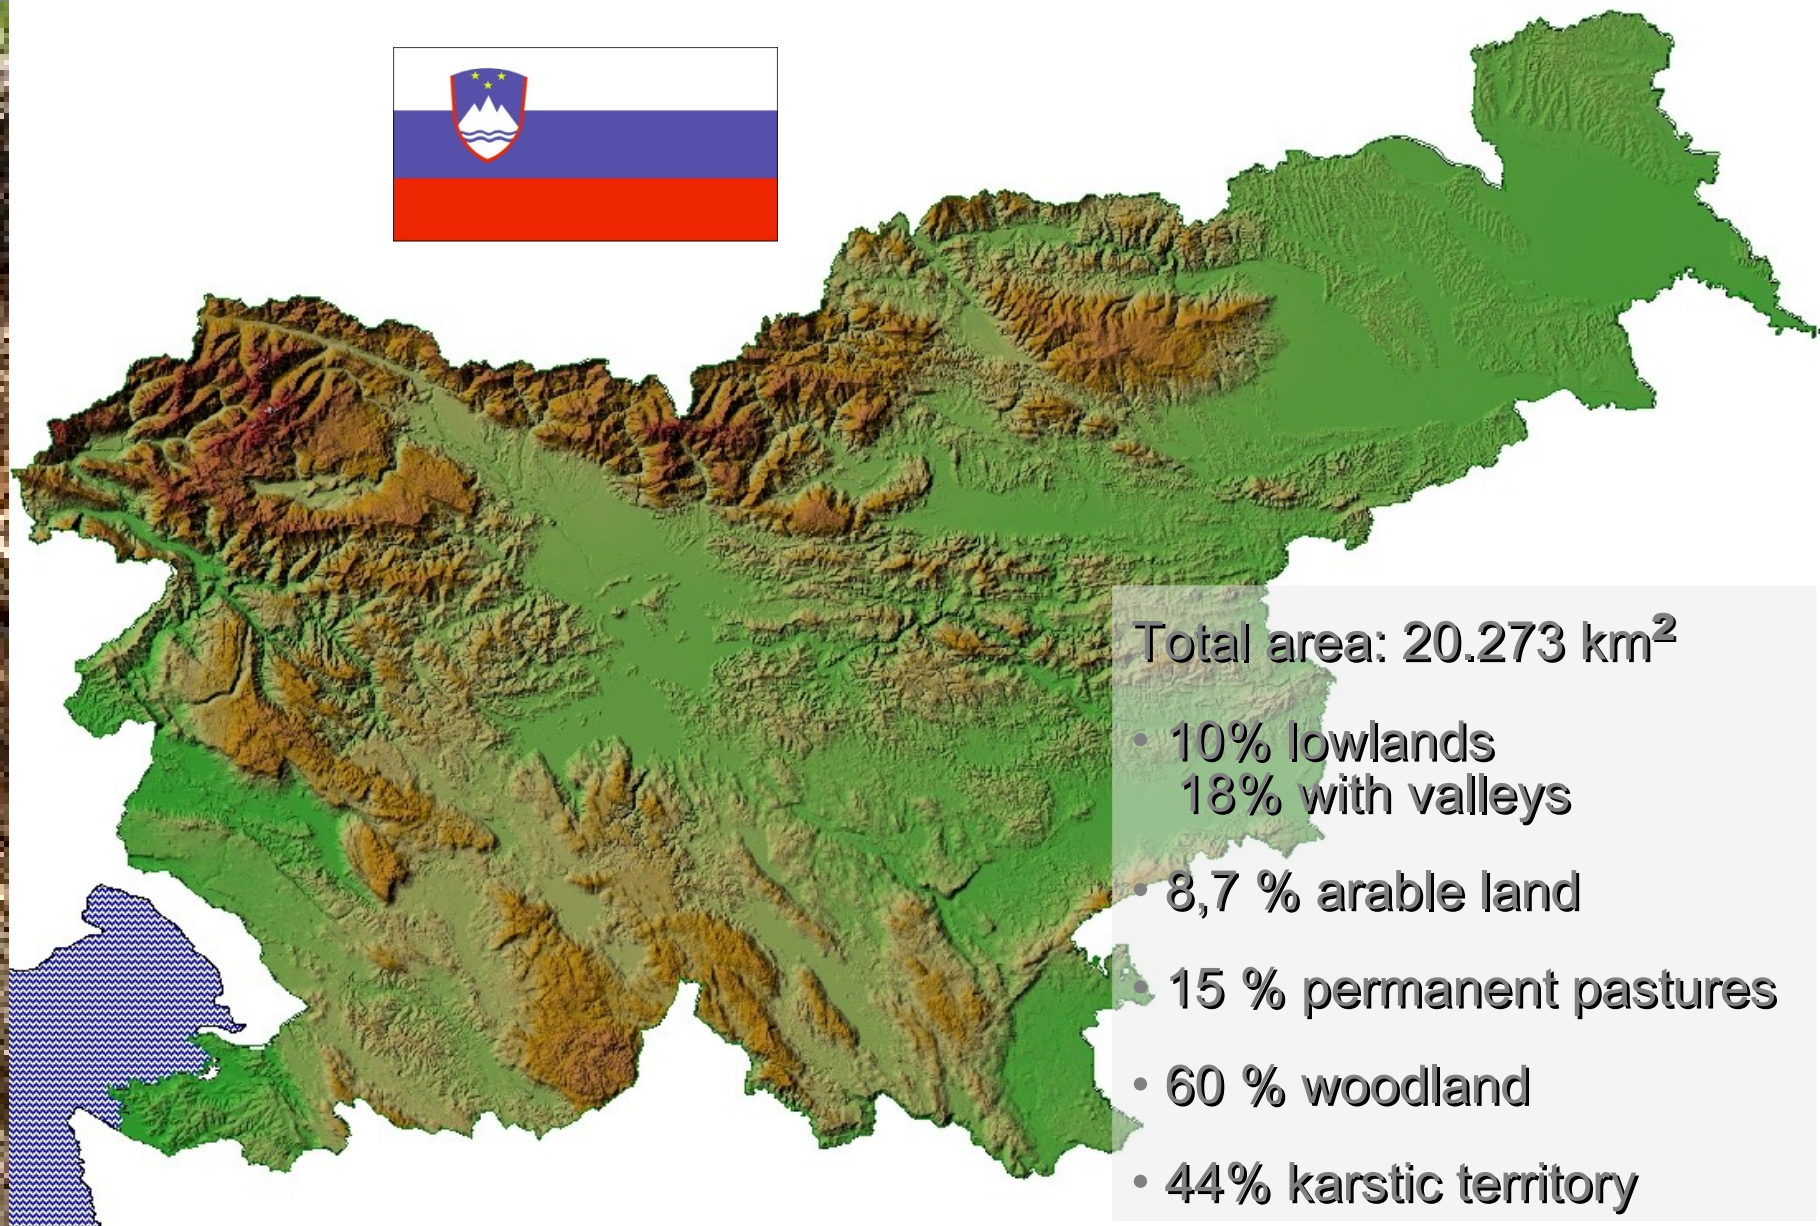 Total area: 20.273 km²
• 10% lowlands
18% with valleys
• 8,7 % arable land
• 15 % permanent pastures
• 60 % woodland
• 44% karstic territory